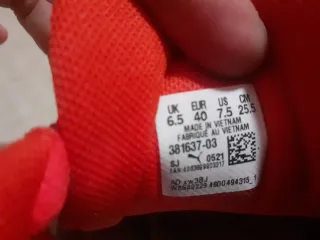 UK EUR US CM
6.5 40 7.5 25.5
MADE IN VIETNAM
FABRIQUÉ AU VIETNAM
381637-03
SJ 0521